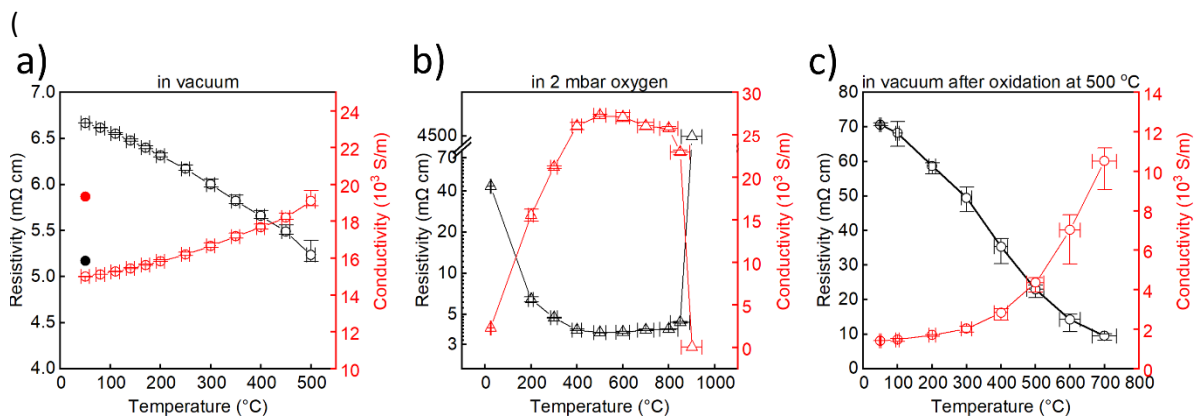 (
a)
in vacuum
7.0
6.5
6.0
5.5
5.0
4.5
4.0
Resistivity (mΩ cm)
24
22
20
18
16
14
12
10
Conductivity (10³ S/m)
0 100 200 300 400 500
Temperature (°C)
b)
in 2 mbar oxygen
4500
70
40
20
10
5
4
3
Resistivity (mΩ cm)
30
25
20
15
10
5
0
Conductivity (10³ S/m)
0 200 400 600 800 1000
Temperature (°C)
c)
in vacuum after oxidation at 500 °C
80
70
60
50
40
30
20
10
0
Resistivity (mΩ cm)
14
12
10
8
6
4
2
0
Conductivity (10³ S/m)
0 100 200 300 400 500 600 700 800
Temperature (°C)